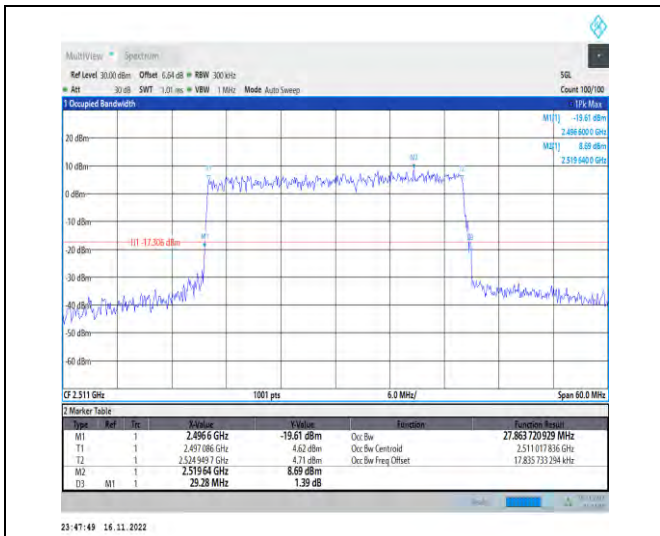 MultiView Spectrum
Ref Level 30.00 dBm Offset 6.64 dB RBW 300 kHz SGL
Att 30 dB SWT 1.01 ms VBW 1 MHz Mode Auto Sweep Count 100/100
1 Occupied Bandwidth 1Pk Max
M1[1] -19.61 dBm
2.496 6000 GHz
M2[1] 8.69 dBm
2.519 6400 GHz
20 dBm
10 dBm
0 dBm
-10 dBm
H1 -17.306 dBm
-20 dBm
-30 dBm
-40 dBm
-50 dBm
-60 dBm
T1
M2
T2
M1
D3
CF 2.511 GHz 1001 pts 6.0 MHz/ Span 60.0 MHz
2 Marker Table
Type Ref Trc X-Value Y-Value Function Function Result
M1 1 2.4966 GHz -19.61 dBm Occ Bw 27.863 720 929 MHz
T1 1 2.497 086 GHz 4.62 dBm Occ Bw Centroid 2.511 017 836 GHz
T2 1 2.524 949 7 GHz 4.71 dBm Occ Bw Freq Offset 17.835 733 294 kHz
M2 1 2.519 64 GHz 8.69 dBm
D3 M1 1 29.28 MHz 1.39 dB
23:47:49 16.11.2022